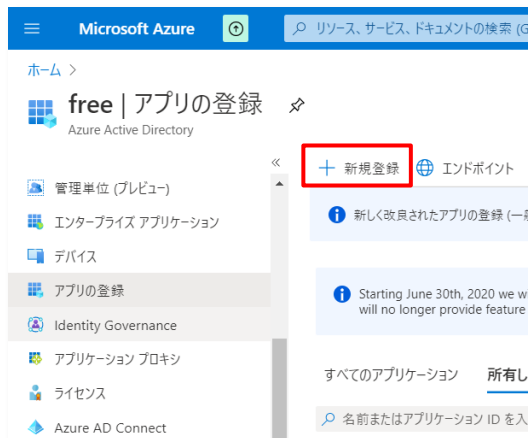 Microsoft Azure
リソース、サービス、ドキュメントの検索 (G
ホーム >
free | アプリの登録
Azure Active Directory
«
管理単位 (プレビュー)
エンタープライズ アプリケーション
デバイス
アプリの登録
Identity Governance
アプリケーション プロキシ
ライセンス
Azure AD Connect
+ 新規登録
エンドポイント
新しく改良されたアプリの登録 (一般
Starting June 30th, 2020 we w
will no longer provide feature
すべてのアプリケーション 所有し
名前またはアプリケーション ID を入